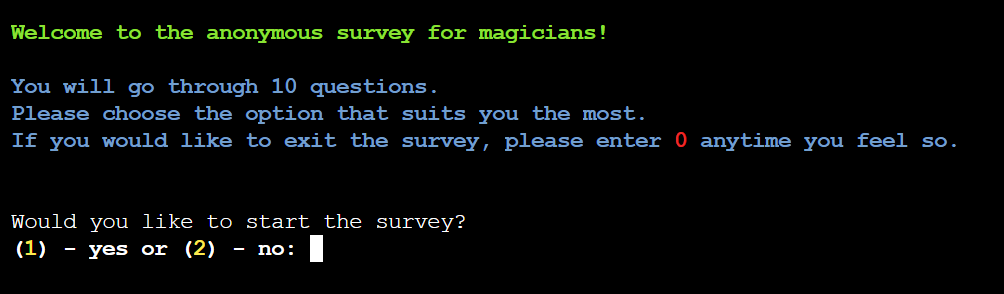 Welcome to the anonymous survey for magicians!
You will go through 10 questions.
Please choose the option that suits you the most.
If you would like to exit the survey, please enter 0 anytime you feel so.
Would you like to start the survey?
(1) - yes or (2) - no: